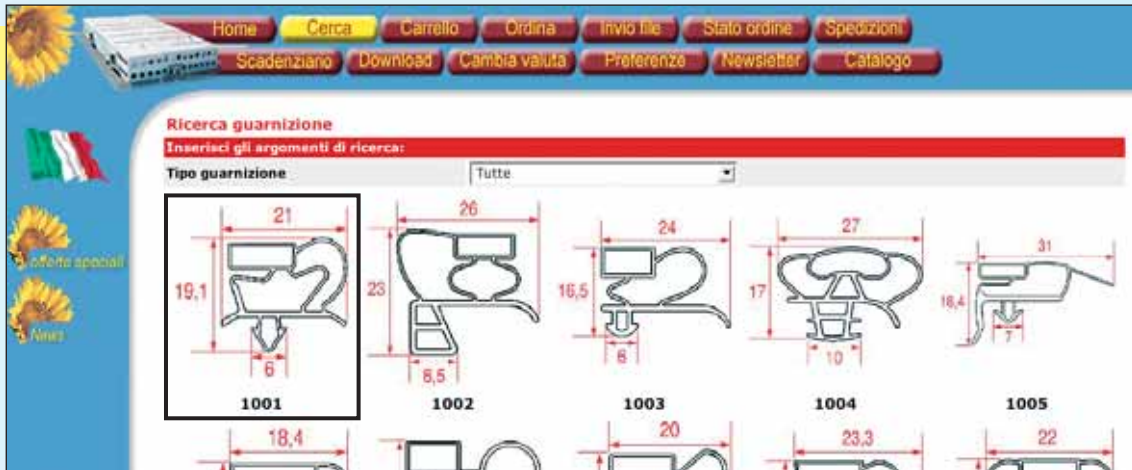 Home Cerca Carrello Ordina Invio file Stato ordine Spedizioni
Scadenziario Download Cambia valuta Preferenze Newsletter Catalogo
Ricerca guarnizione
Inserisci gli argomenti di ricerca:
Tipo guarnizione Tutte
offerte speciali
News
21 26 24 27 31
19,1 23 16,5 17 18,4
6 8,5 8 10 7
1001 1002 1003 1004 1005
18,4 20 23,3 22